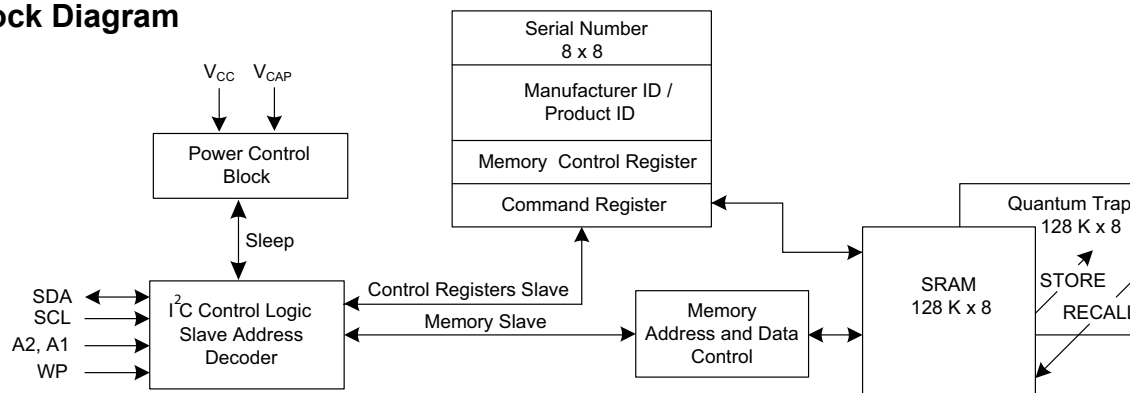 ock Diagram
Serial Number
8 x 8
Manufacturer ID /
Product ID
Memory Control Register
Command Register
VCC VCAP
Power Control
Block
Sleep
Quantum Trap
128 K x 8
SDA
SCL
A2, A1
WP
I2C Control Logic
Slave Address
Decoder
Control Registers Slave
Memory Slave
Memory
Address and Data
Control
SRAM
128 K x 8
STORE
RECALL